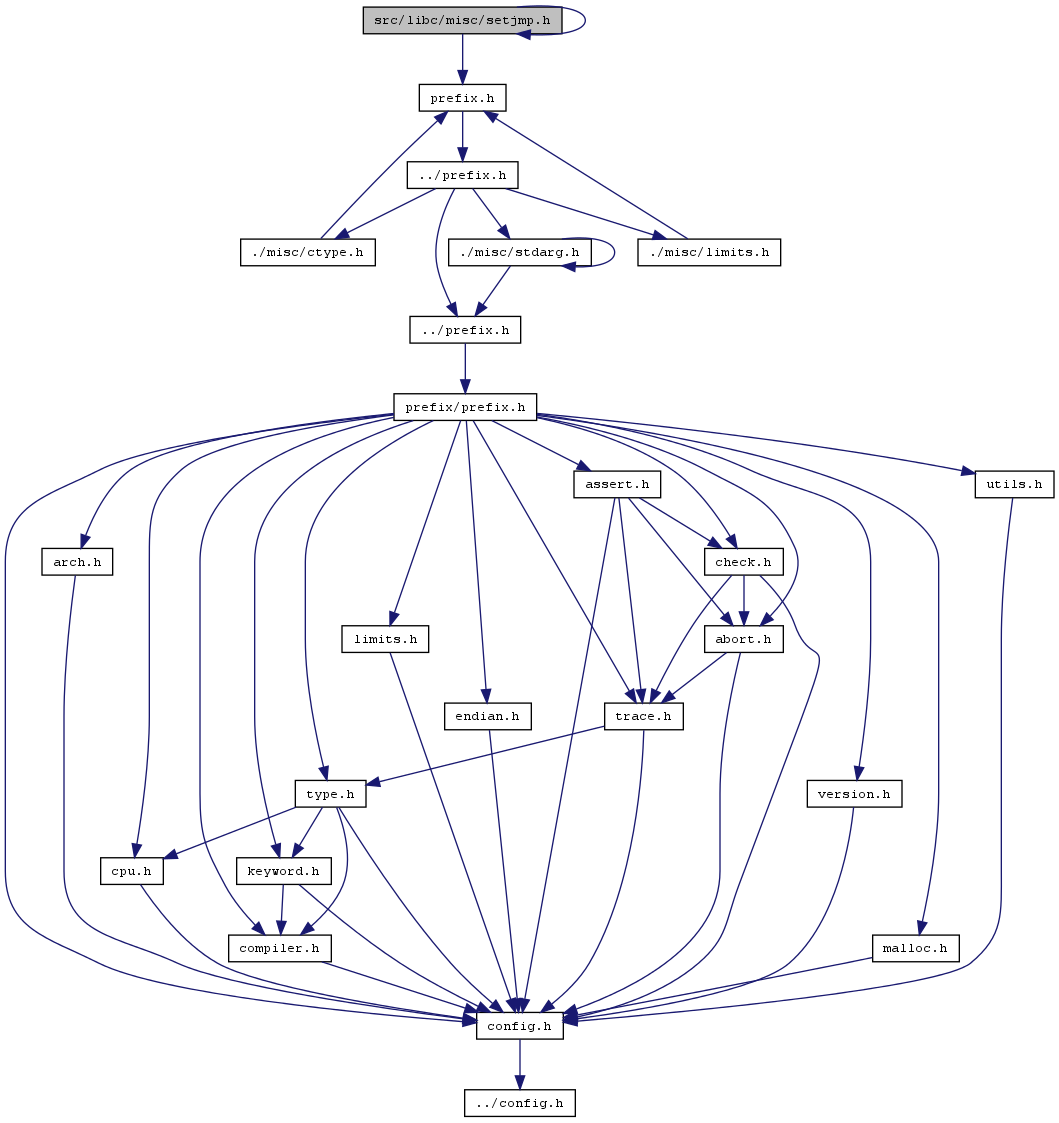 src/libc/misc/setjmp.h
prefix.h
../prefix.h
./misc/ctype.h
./misc/stdarg.h
./misc/limits.h
../prefix.h
prefix/prefix.h
assert.h
utils.h
arch.h
check.h
limits.h
abort.h
endian.h
trace.h
type.h
version.h
cpu.h
keyword.h
compiler.h
malloc.h
config.h
../config.h